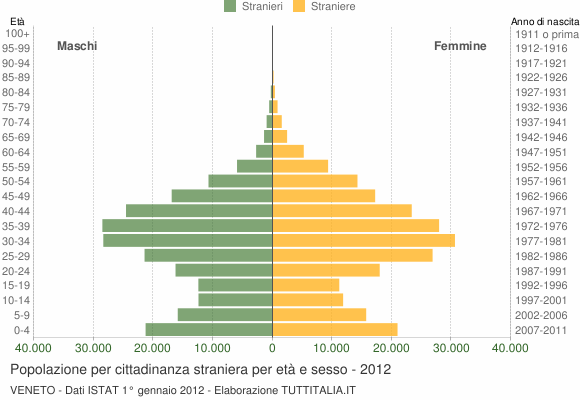 Stranieri Straniere
Età Anno di nascita
Maschi Femmine
100+ 1911 o prima
95-99 1912-1916
90-94 1917-1921
85-89 1922-1926
80-84 1927-1931
75-79 1932-1936
70-74 1937-1941
65-69 1942-1946
60-64 1947-1951
55-59 1952-1956
50-54 1957-1961
45-49 1962-1966
40-44 1967-1971
35-39 1972-1976
30-34 1977-1981
25-29 1982-1986
20-24 1987-1991
15-19 1992-1996
10-14 1997-2001
5-9 2002-2006
0-4 2007-2011
40.000 30.000 20.000 10.000 0 10.000 20.000 30.000 40.000
Popolazione per cittadinanza straniera per età e sesso - 2012
VENETO - Dati ISTAT 1° gennaio 2012 - Elaborazione TUTTITALIA.IT